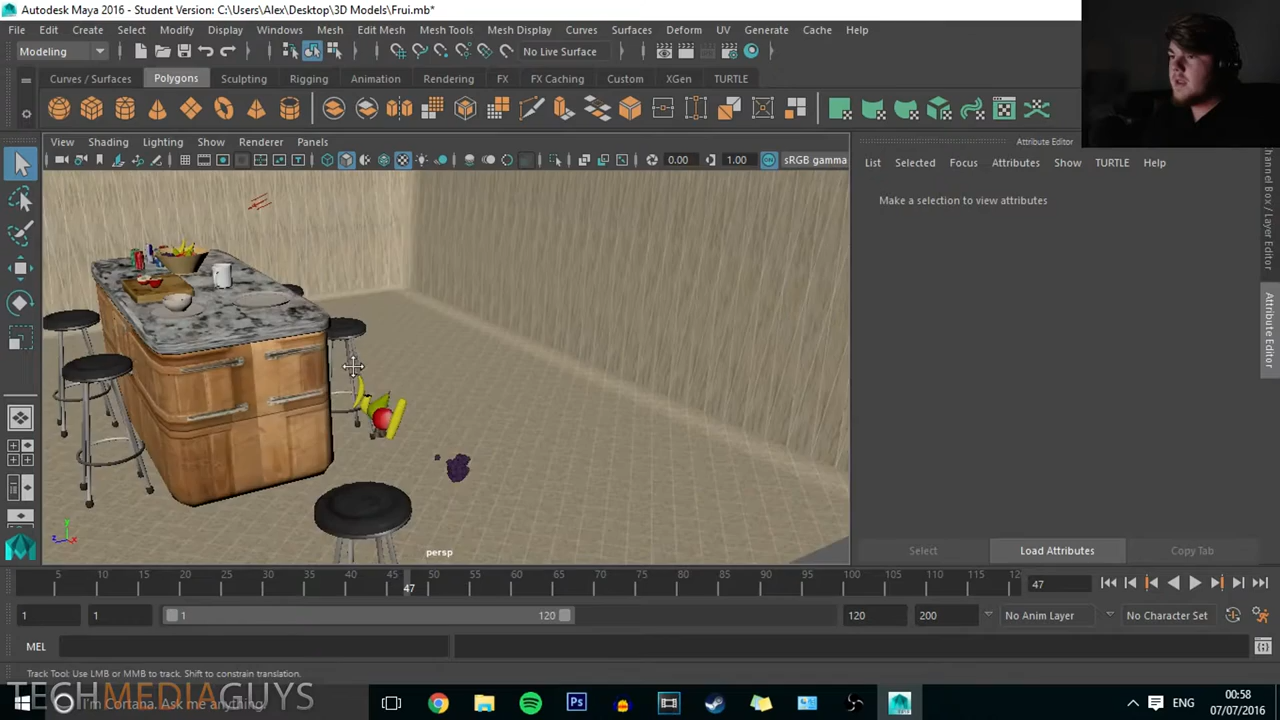 Autodesk Maya 2016 - Student Version: C:\Users\Alex\Desktop\3D Models\Frui.mb*
File Edit Create Select Modify Display Windows Mesh Edit Mesh Mesh Tools Mesh Display Curves Surfaces Deform UV Generate Cache Help
Modeling No Live Surface
Curves / Surfaces Polygons Sculpting Rigging Animation Rendering FX FX Caching Custom XGen TURTLE
View Shading Lighting Show Renderer Panels
Attribute Editor
0.00 1.00 sRGB gamma
List Selected Focus Attributes Show TURTLE Help
Make a selection to view attributes
Channel Box / Layer Editor
Attribute Editor
persp
Select Load Attributes Copy Tab
5 10 15 20 25 30 35 40 45 50 55 60 65 70 75 80 85 90 95 100 105 110 115 12
47 47
1 1 1 120 120 200 No Anim Layer No Character Set
MEL
Track Tool: Use LMB or MMB to track. Shift to constrain translation.
TECHMEDIAGUYS
I'm Cortana. Ask me anything.
ENG 00:58
07/07/2016